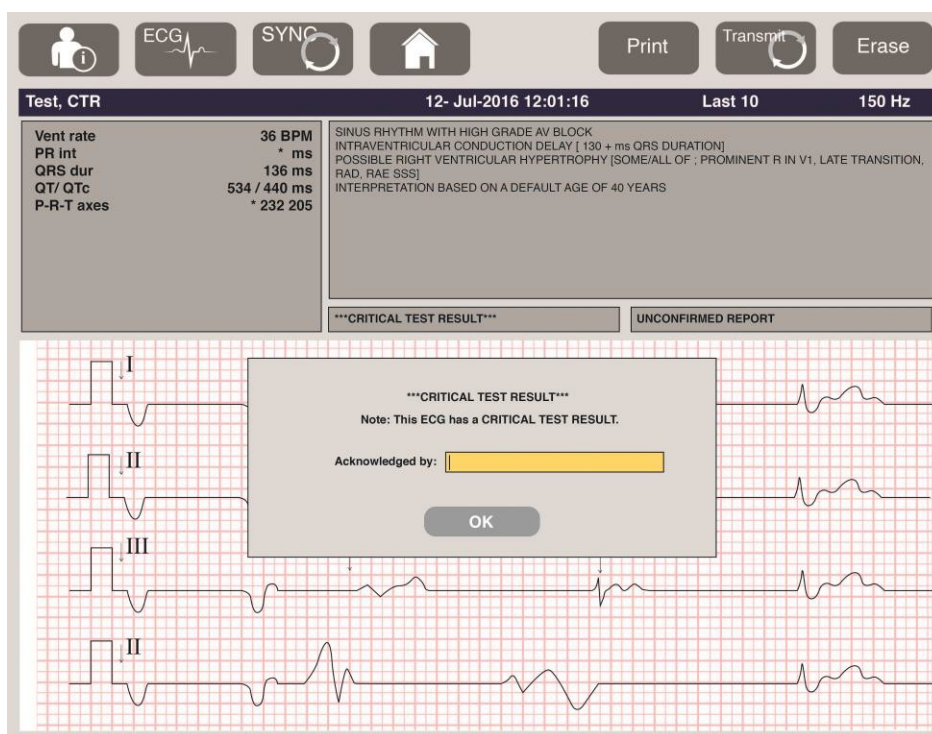 ECG
SYNC
Print
Transmit
Erase
Test, CTR 12- Jul-2016 12:01:16 Last 10 150 Hz
Vent rate 36 BPM
PR int * ms
QRS dur 136 ms
QT/ QTc 534 / 440 ms
P-R-T axes * 232 205
SINUS RHYTHM WITH HIGH GRADE AV BLOCK
INTRAVENTRICULAR CONDUCTION DELAY [ 130 + ms QRS DURATION]
POSSIBLE RIGHT VENTRICULAR HYPERTROPHY [SOME/ALL OF ; PROMINENT R IN V1, LATE TRANSITION,
RAD, RAE SSS]
INTERPRETATION BASED ON A DEFAULT AGE OF 40 YEARS
***CRITICAL TEST RESULT***
UNCONFIRMED REPORT
I
***CRITICAL TEST RESULT***
Note: This ECG has a CRITICAL TEST RESULT.
Acknowledged by:
OK
II
III
II